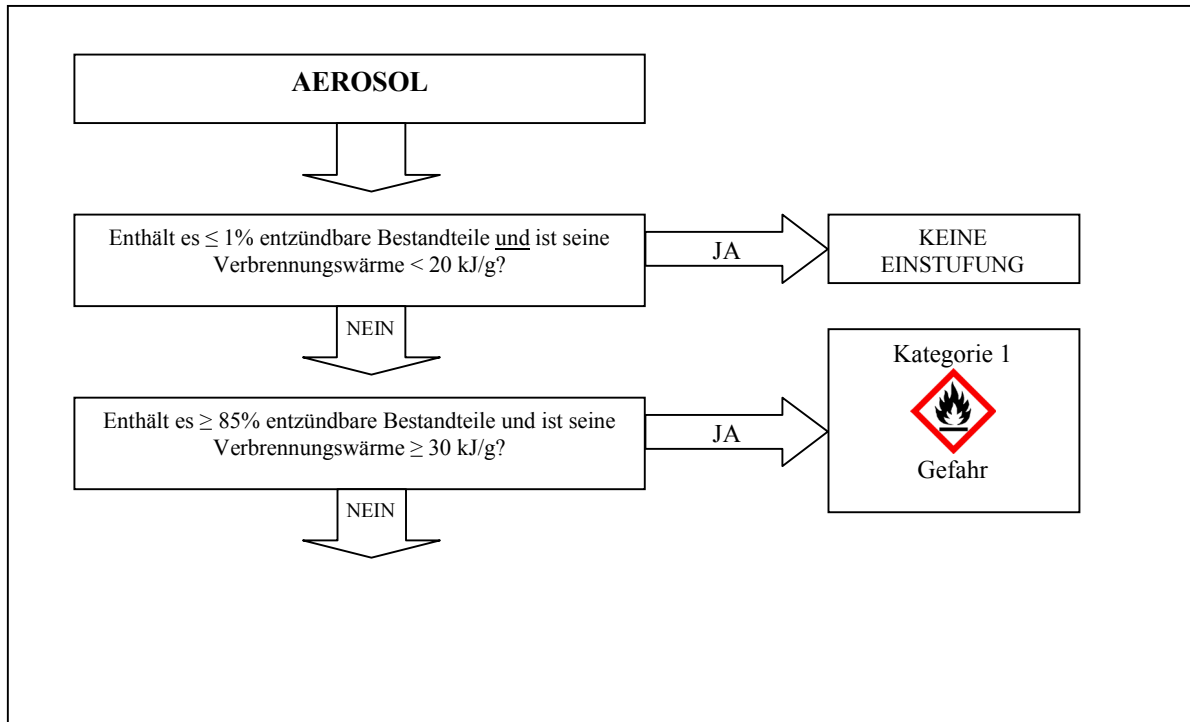 AEROSOL
Enthält es ≤ 1% entzündbare Bestandteile und ist seine
Verbrennungswärme < 20 kJ/g?
JA
KEINE
EINSTUFUNG
NEIN
Enthält es ≥ 85% entzündbare Bestandteile und ist seine
Verbrennungswärme ≥ 30 kJ/g?
JA
Kategorie 1
Gefahr
NEIN